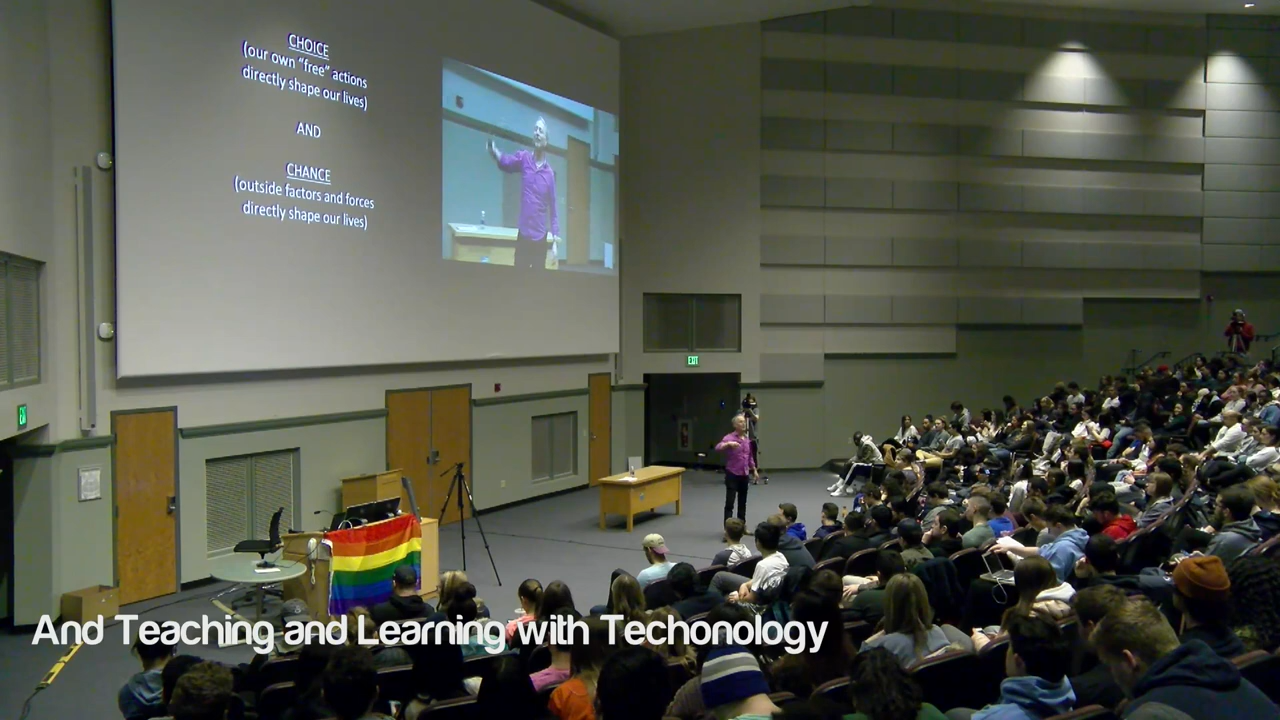 CHOICE
(our own "free" actions
directly shape our lives)
AND
CHANCE
(outside factors and forces
directly shape our lives)
EXIT
And Teaching and Learning with Techonology